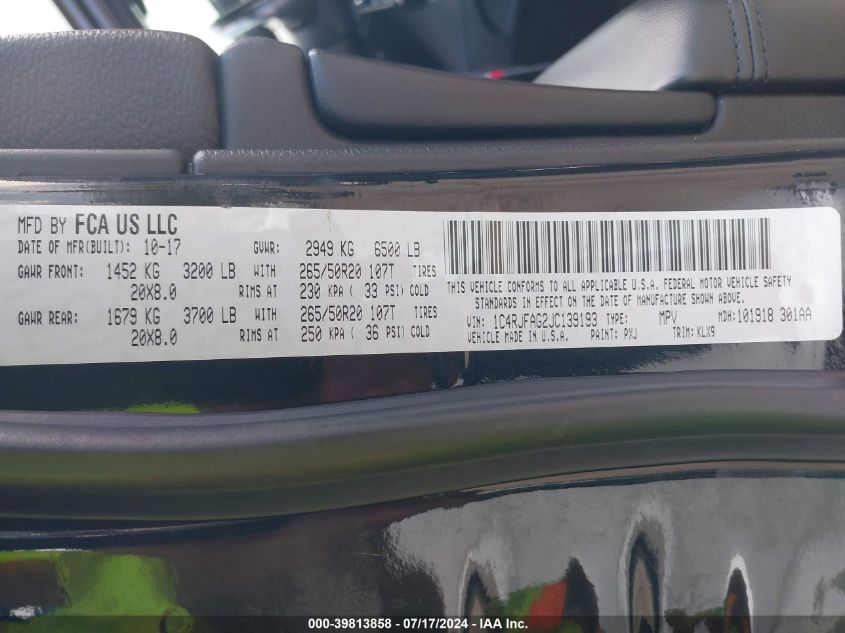 MFD BY FCA US LLC
DATE OF MFR(BUILT): 10-17 GVWR: 2949 KG 6500 LB
GAWR FRONT: 1452 KG 3200 LB WITH 265/50R20 107T TIRES
20X8.0 RIMS AT 230 KPA ( 33 PSI) COLD
GAWR REAR: 1679 KG 3700 LB WITH 265/50R20 107T TIRES
20X8.0 RIMS AT 250 KPA ( 36 PSI) COLD
THIS VEHICLE CONFORMS TO ALL APPLICABLE U.S.A. FEDERAL MOTOR VEHICLE SAFETY
STANDARDS IN EFFECT ON THE DATE OF MANUFACTURE SHOWN ABOVE.
VIN: 1C4RJFAG2JC139193 TYPE: MPV MDH:101918 301AA
VEHICLE MADE IN U.S.A. PAINT: PXJ TRIM: KLX9
000-39813858 / 07/17/2024 / © IAA Inc.